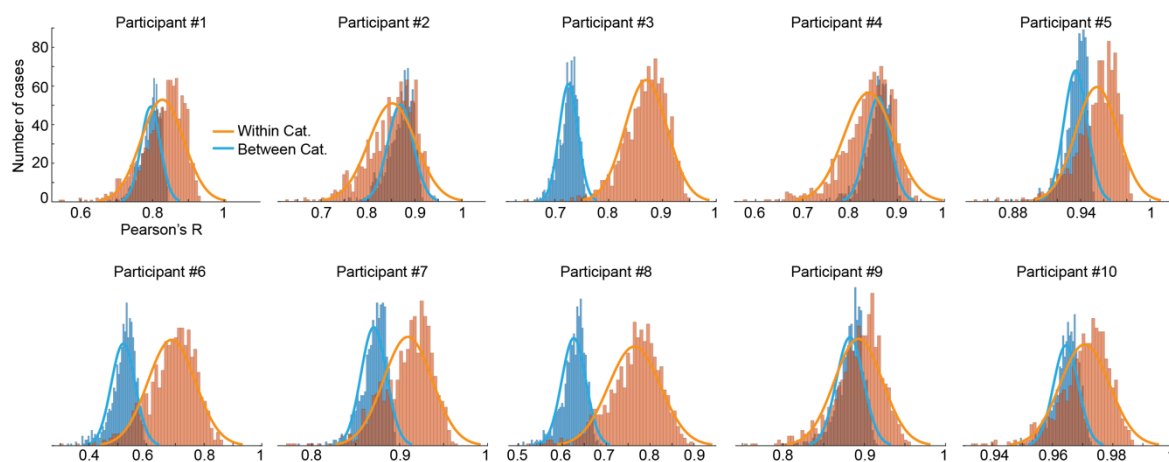 Participant #1
Participant #2
Participant #3
Participant #4
Participant #5
Number of cases
80
60
40
20
0
Within Cat.
Between Cat.
0.6 0.8 1
Pearson's R
0.7 0.8 0.9 1
0.7 0.8 0.9 1
0.6 0.7 0.8 0.9 1
0.88 0.94 1
Participant #6
Participant #7
Participant #8
Participant #9
Participant #10
0.4 0.6 0.8 1
0.8 0.9 1
0.5 0.6 0.7 0.8 0.9
0.8 0.9 1
0.94 0.96 0.98 1